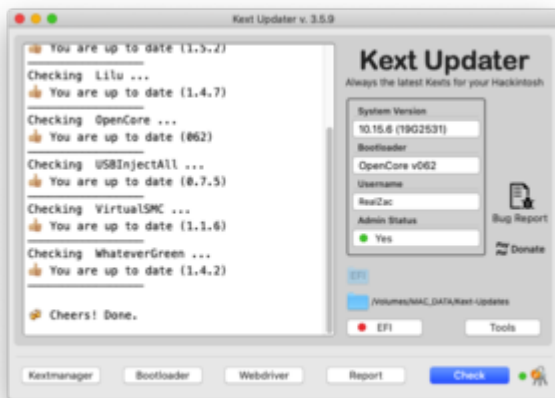 Kext Updater v. 3.5.9
You are up to date (1.5.2)
Checking Lilu ...
You are up to date (1.4.7)
Checking OpenCore ...
You are up to date (062)
Checking USBInjectAll ...
You are up to date (0.7.5)
Checking VirtualSMC ...
You are up to date (1.1.6)
Checking WhateverGreen ...
You are up to date (1.4.2)
Cheers! Done.
Kext Updater
Always the latest Kexts for your Hackintosh
System Version
10.15.6 (19G2531)
Bootloader
OpenCore v062
Username
RealZac
Admin Status
Yes
Bug Report
Donate
EFI
/Volumes/MAC_DATA/Kext-Updates
EFI
Tools
Kextmanager
Bootloader
Webdriver
Report
Check